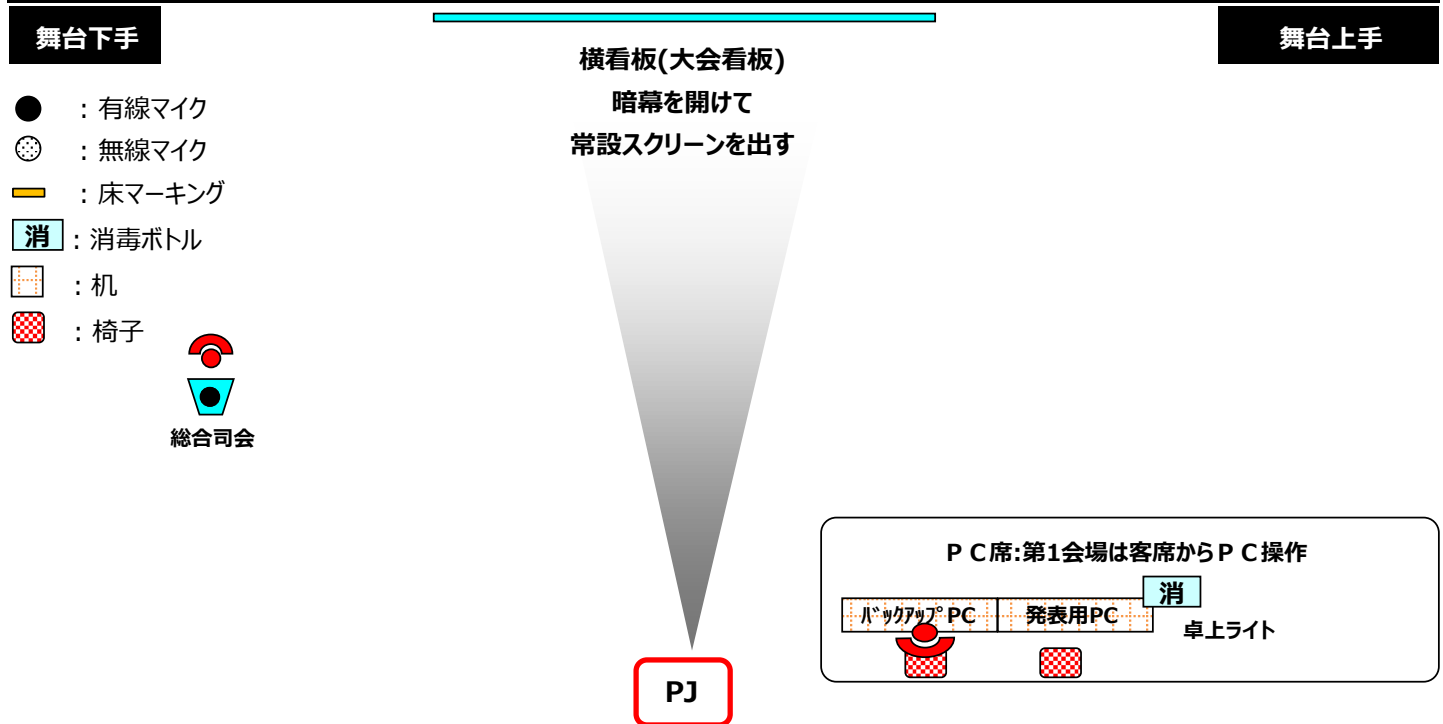 舞台下手
舞台上手
横看板(大会看板)
暗幕を開けて
常設スクリーンを出す
：有線マイク
：無線マイク
：床マーキング
消：消毒ボトル
：机
：椅子
総合司会
ＰＣ席:第1会場は客席からＰＣ操作
消
ﾊﾞｯｸｱｯﾌﾟPC
発表用PC
卓上ライト
PJ